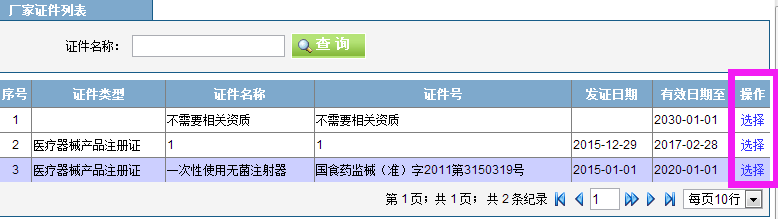 厂家证件列表
证件名称： 查 询
序号 证件类型 证件名称 证件号 发证日期 有效日期至 操作
1 不需要相关资质 不需要相关资质 2030-01-01 选择
2 医疗器械产品注册证 1 1 2015-12-29 2017-02-28 选择
3 医疗器械产品注册证 一次性使用无菌注射器 国食药监械（准）字2011第3150319号 2015-01-01 2020-01-01 选择
第 1 页；共 1 页； 共 2 条纪录 1 每页10行